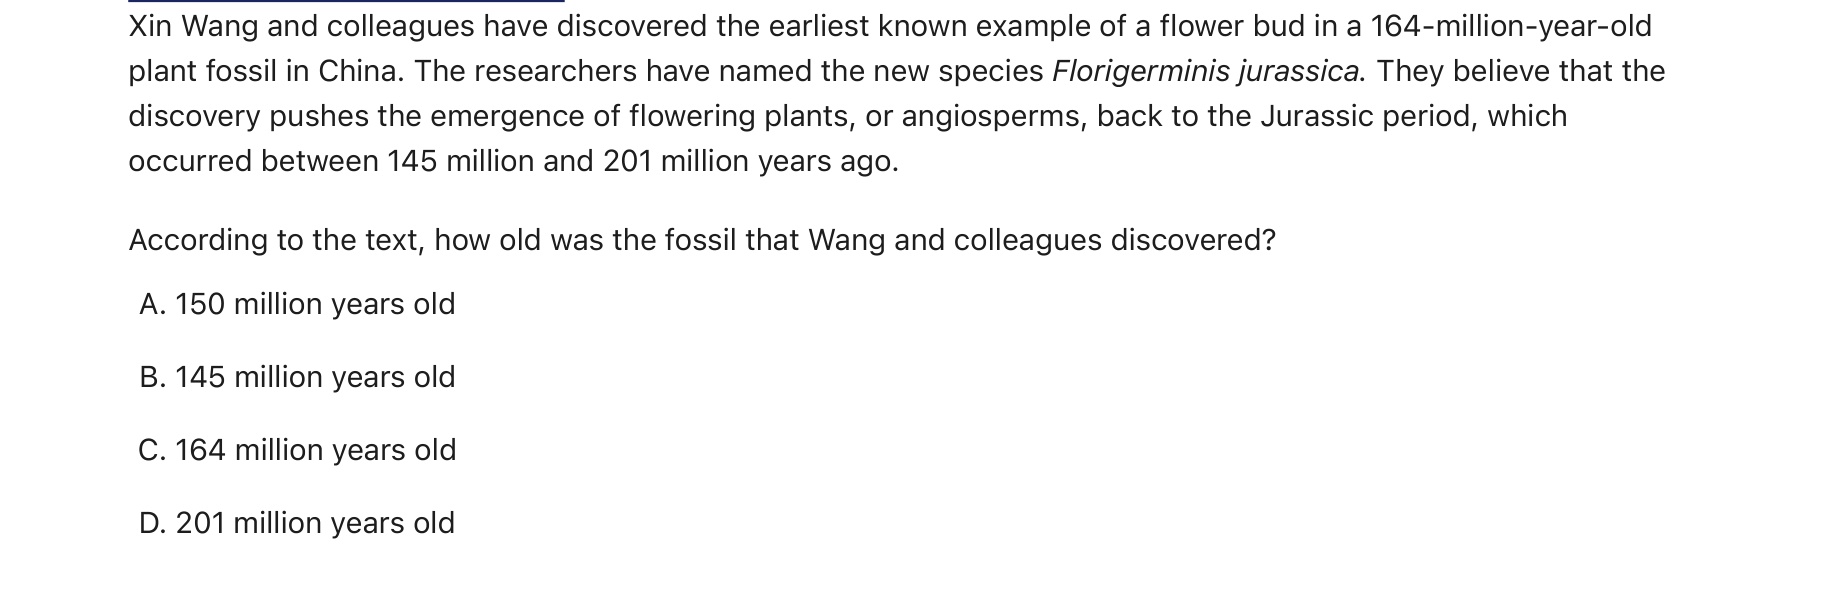 Xin Wang and colleagues have discovered the earliest known example of a flower bud in a 164-million-year-old
plant fossil in China. The researchers have named the new species Florigerminis jurassica. They believe that the
discovery pushes the emergence of flowering plants, or angiosperms, back to the Jurassic period, which
occurred between 145 million and 201 million years ago.
According to the text, how old was the fossil that Wang and colleagues discovered?
A. 150 million years old
B. 145 million years old
C. 164 million years old
D. 201 million years old